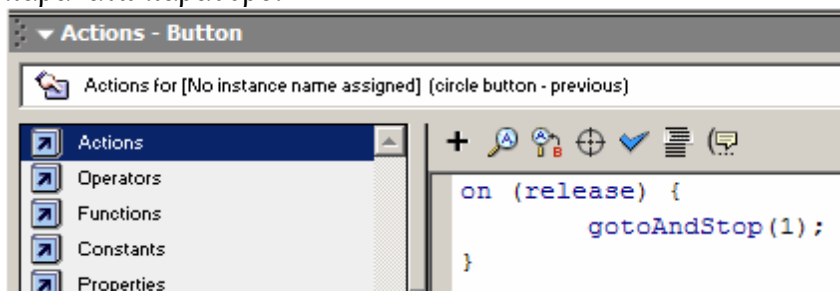 Actions - Button
Actions for [No instance name assigned] (circle button - previous)
Actions
Operators
Functions
Constants
Properties
on (release) {
gotoAndStop(1);
}